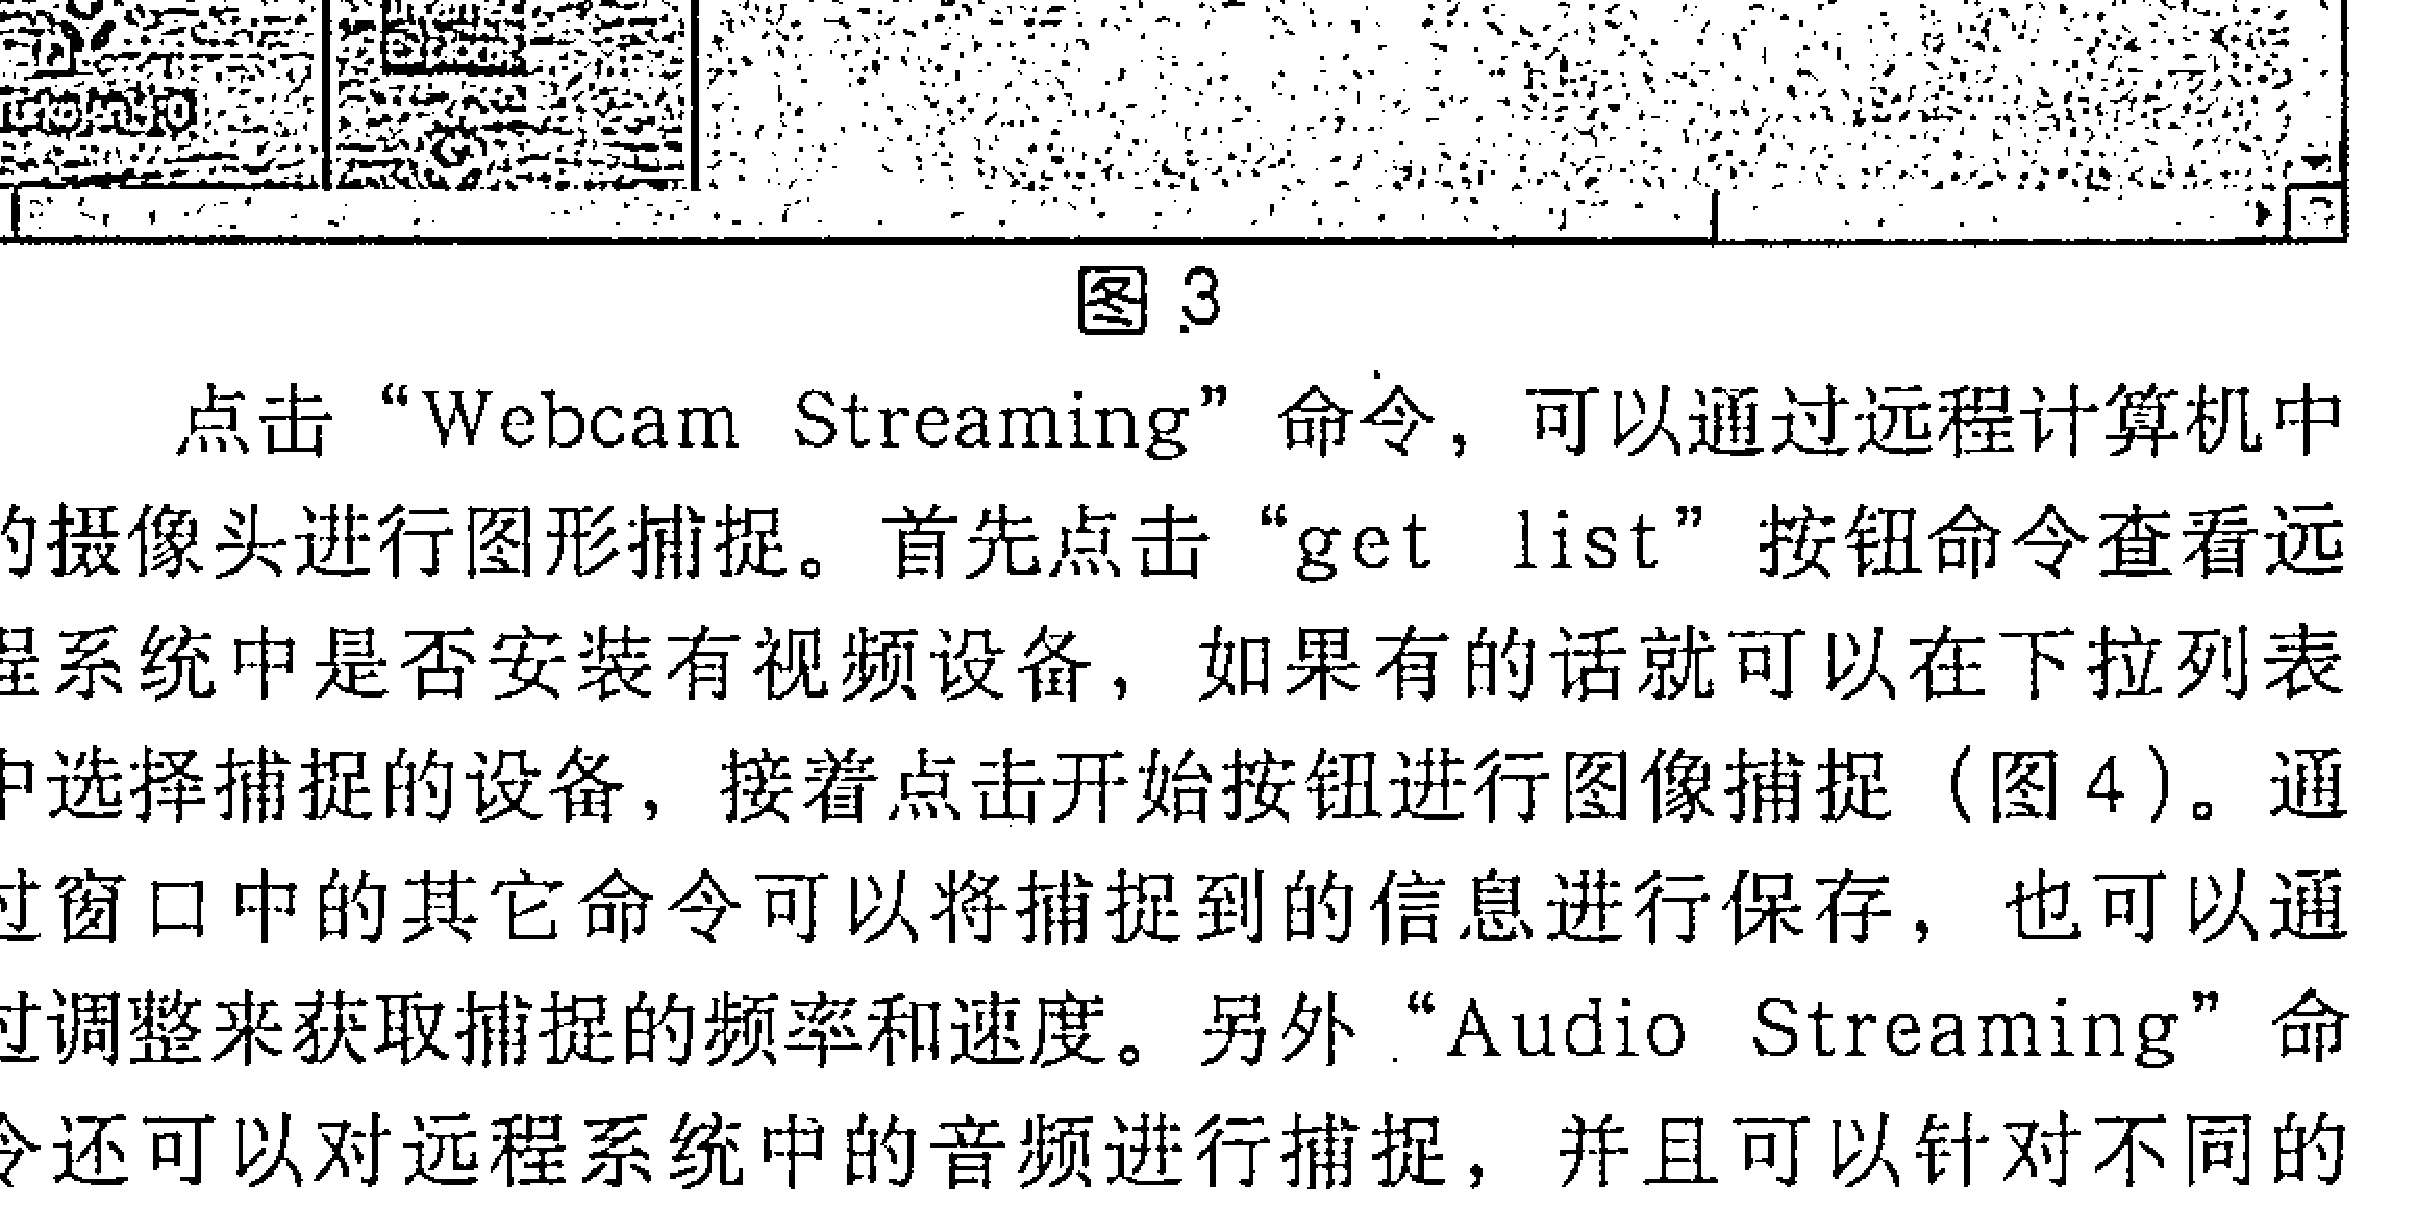 图 3
点击“Webcam Streaming”命令，可以通过远程计算机中
的摄像头进行图形捕捉。首先点击“get list”按钮命令查看远
程系统中是否安装有视频设备，如果有的话就可以在下拉列表
中选择捕捉的设备，接着点击开始按钮进行图像捕捉（图4）。通
过窗口中的其它命令可以将捕捉到的信息进行保存，也可以通
过调整来获取捕捉的频率和速度。另外“Audio Streaming”命
令还可以对远程系统中的音频进行捕捉，并且可以针对不同的